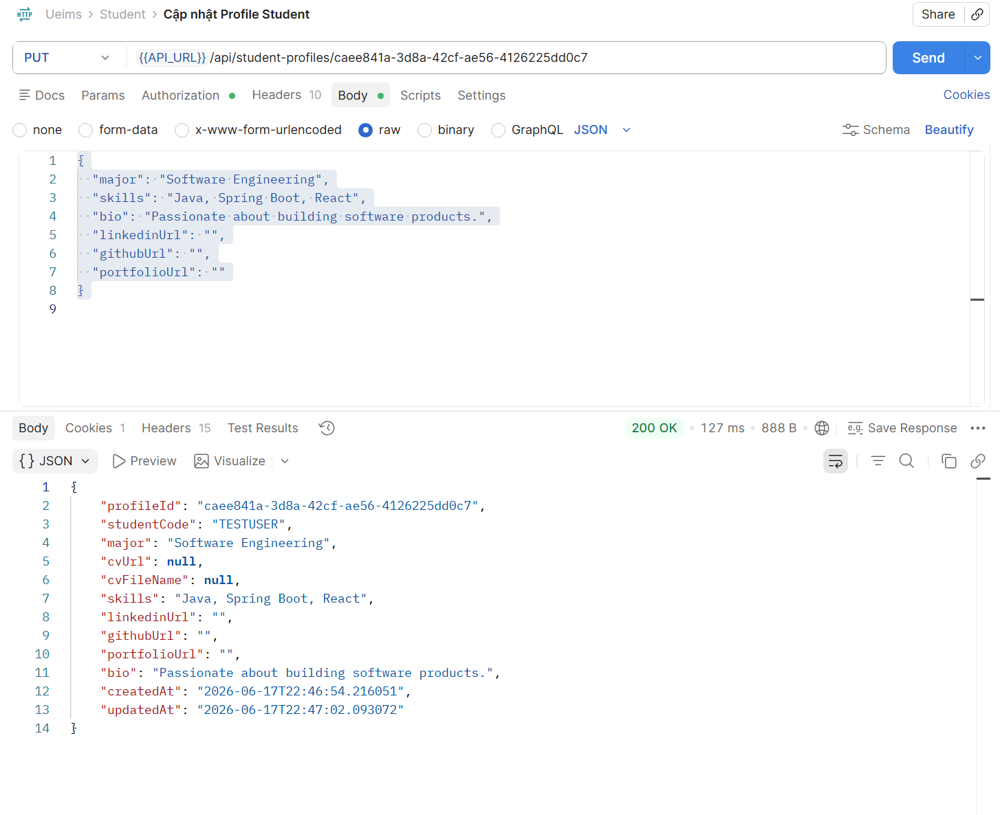 HTTP Ueims > Student > Cập nhật Profile Student Share
PUT {{API_URL}} /api/student-profiles/caee841a-3d8a-42cf-ae56-4126225dd0c7 Send
Docs Params Authorization Headers 10 Body Scripts Settings Cookies
none form-data x-www-form-urlencoded raw binary GraphQL JSON Schema Beautify
1 {
2 "major": "Software Engineering",
3 "skills": "Java, Spring Boot, React",
4 "bio": "Passionate about building software products.",
5 "linkedinUrl": "",
6 "githubUrl": "",
7 "portfolioUrl": ""
8 }
9
Body Cookies 1 Headers 15 Test Results 200 OK 127 ms 888 B e.g. Save Response
{} JSON Preview Visualize
1 {
2 "profileId": "caee841a-3d8a-42cf-ae56-4126225dd0c7",
3 "studentCode": "TESTUSER",
4 "major": "Software Engineering",
5 "cvUrl": null,
6 "cvFileName": null,
7 "skills": "Java, Spring Boot, React",
8 "linkedinUrl": "",
9 "githubUrl": "",
10 "portfolioUrl": "",
11 "bio": "Passionate about building software products.",
12 "createdAt": "2026-06-17T22:46:54.216051",
13 "updatedAt": "2026-06-17T22:47:02.093072"
14 }